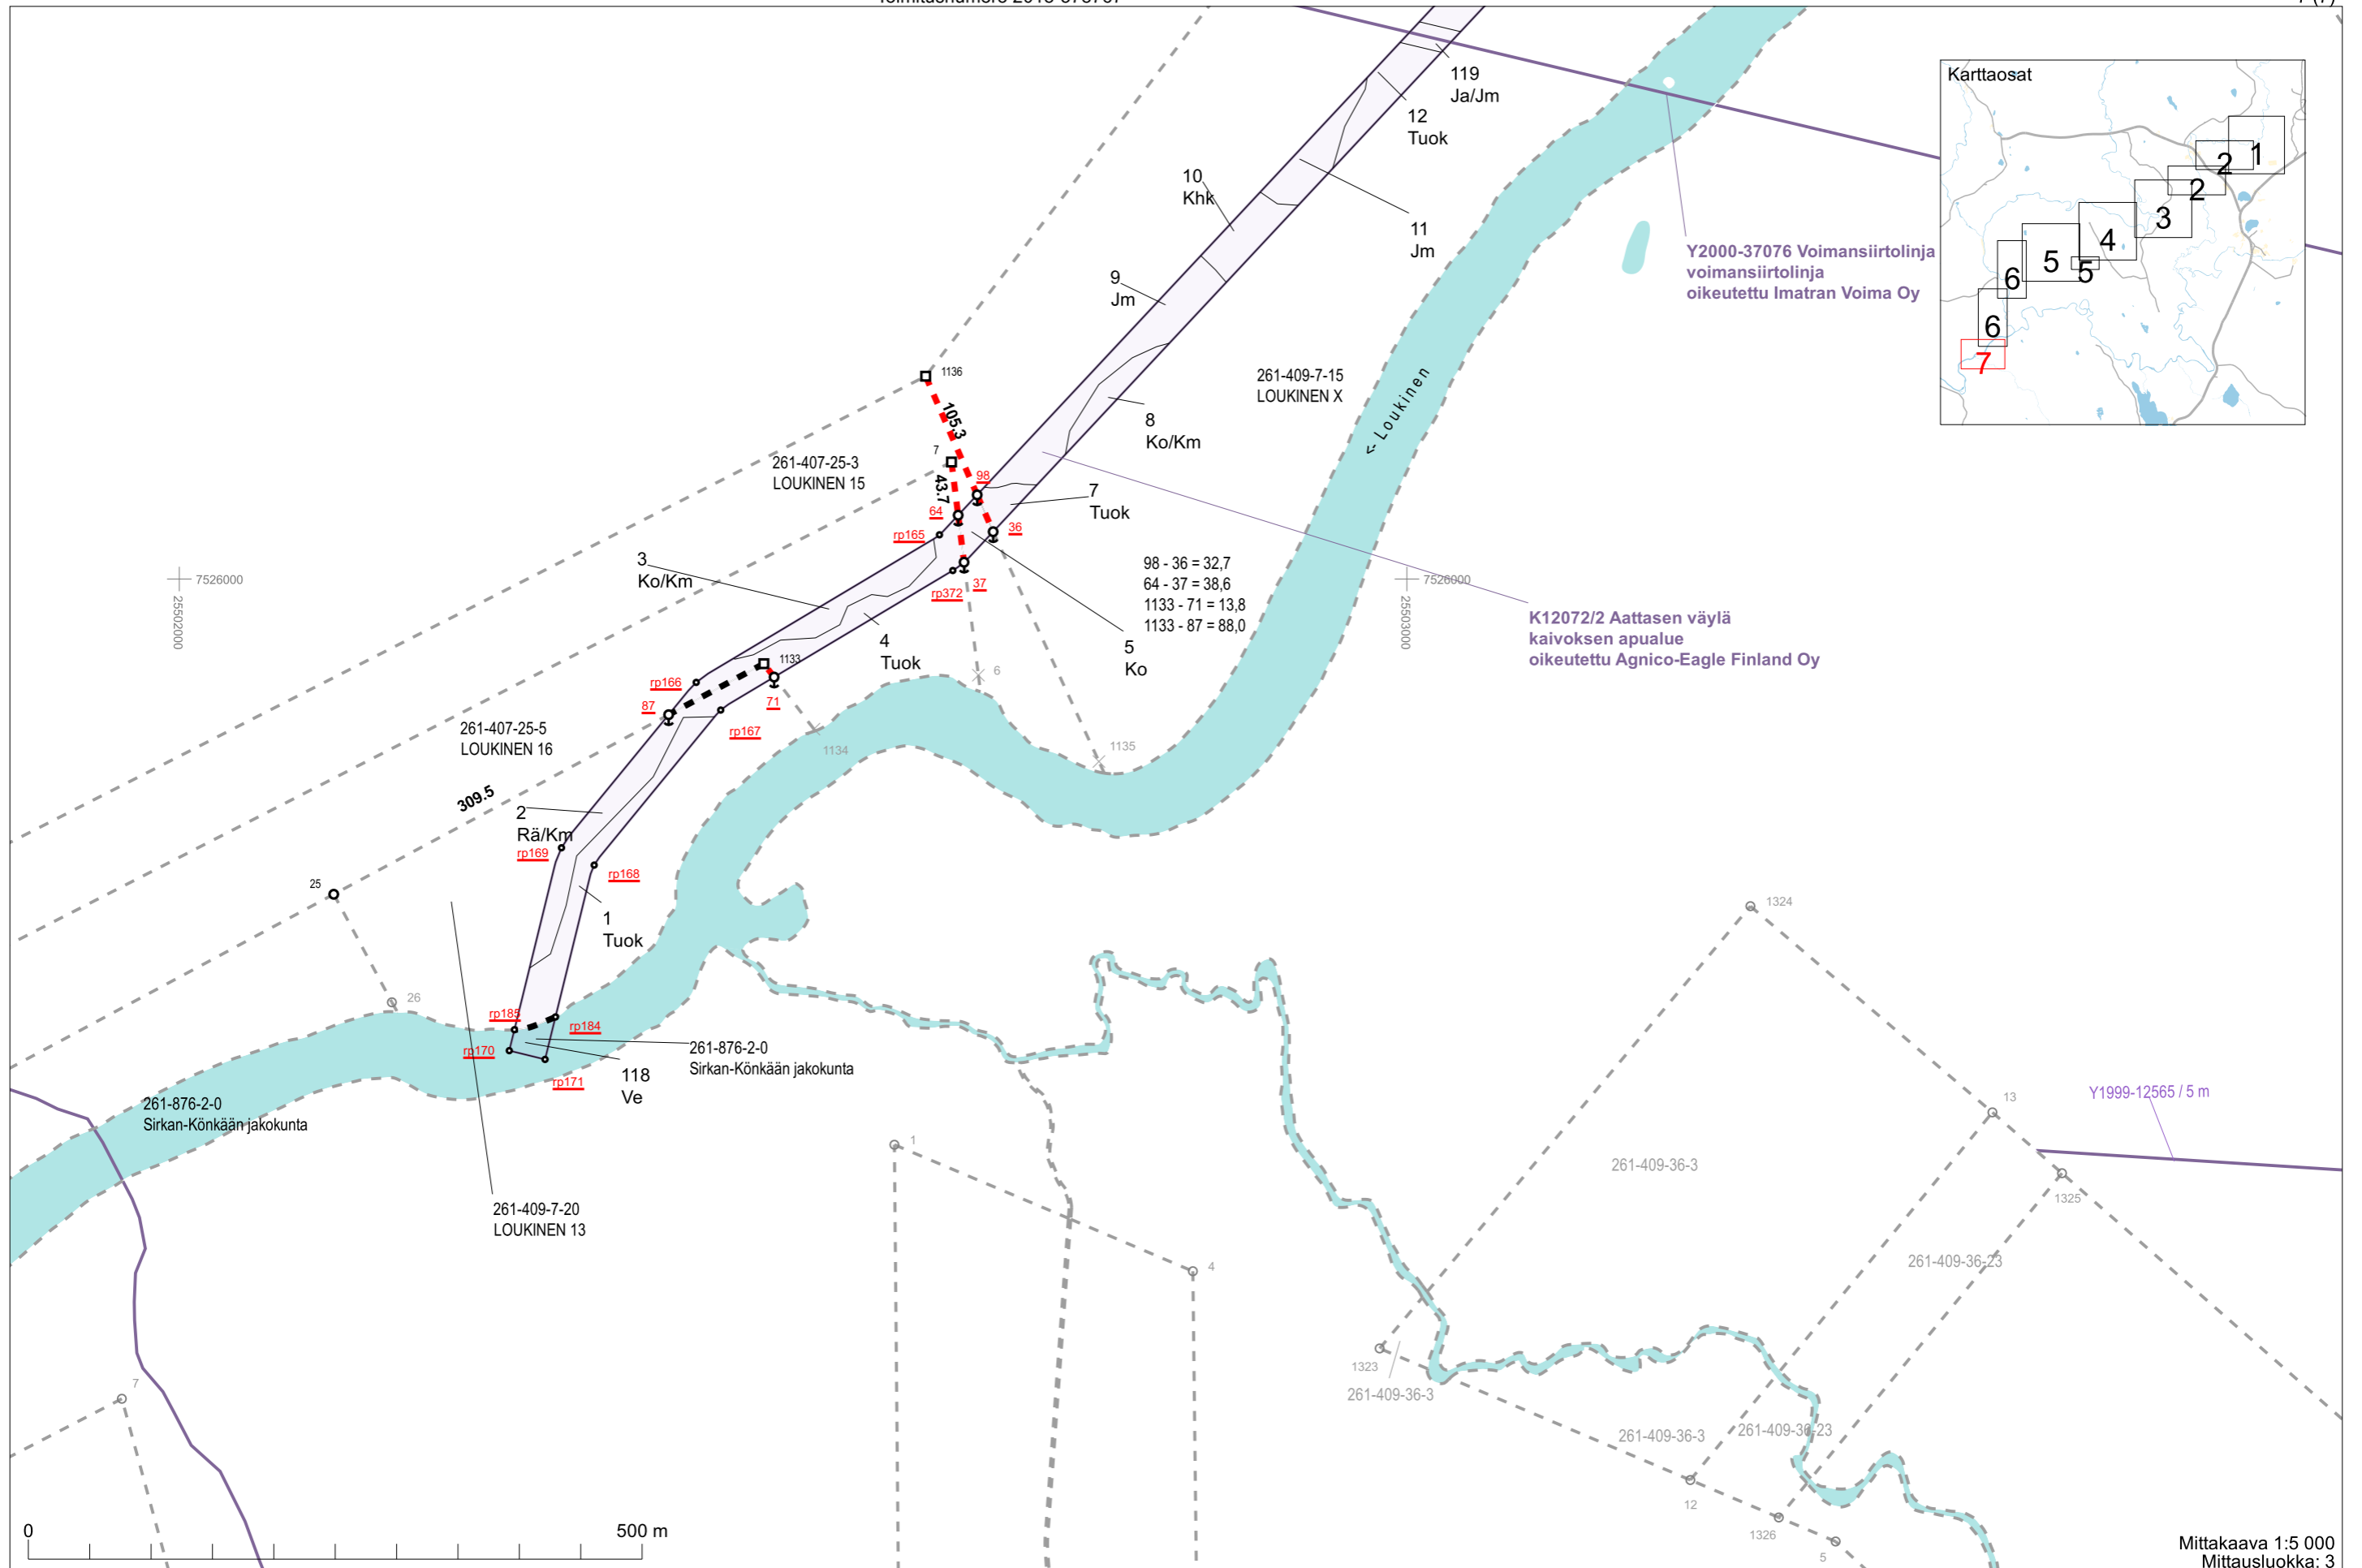 119
Ja/Jm
12
Tuok
10
Khk
11
Jm
9
Jm
8
Ko/Km
7
Tuok
5
Ko
3
Ko/Km
4
Tuok
2
Rä/Km
1
Tuok
118
Ve
Karttaosat
1
2
2
3
4
5
5
6
6
7
Y2000-37076 Voimansiirtolinja
voimansiirtolinja
oikeutettu Imatran Voima Oy
261-409-7-15
LOUKINEN X
<- Loukinen
1136
105,3
7
43.7
98
64
36
rp165
37
rp372
261-407-25-3
LOUKINEN 15
98 - 36 = 32,7
64 - 37 = 38,6
1133 - 71 = 13,8
1133 - 87 = 88,0
7526000
25502000
7526000
25503000
K12072/2 Aattasen väylä
kaivoksen apualue
oikeutettu Agnico-Eagle Finland Oy
1133
rp166
87
71
rp167
6
1134
1135
261-407-25-5
LOUKINEN 16
309.5
rp169
rp168
25
26
rp185
rp184
rp170
rp171
261-876-2-0
Sirkan-Könkään jakokunta
261-876-2-0
Sirkan-Könkään jakokunta
261-409-7-20
LOUKINEN 13
1324
13
Y1999-12565 / 5 m
261-409-36-3
1325
261-409-36-23
1
4
1323
261-409-36-3
261-409-36-3
261-409-36-23
12
1326
5
7
0
500 m
Mittakaava 1:5 000
Mittausluokka: 3